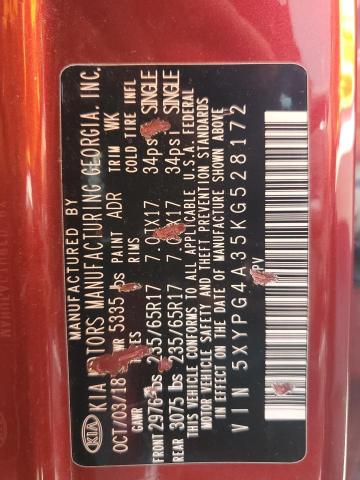 MANUFACTURED BY
KIA MOTORS MANUFACTURING GEORGIA, INC.
OCT/03/18 5335 lbs PAINT ADR TRIM WK
GAWR RIMS COLD TIRE INFL
FRONT 2976 lbs 235/65R17 7.0JX17 34psi SINGLE
REAR 3075 lbs 235/65R17 7.0JX17 34psi SINGLE
THIS VEHICLE CONFORMS TO ALL APPLICABLE U.S.A. FEDERAL
MOTOR VEHICLE SAFETY AND THEFT PREVENTION STANDARDS
IN EFFECT ON THE DATE OF MANUFACTURE SHOWN ABOVE
VIN 5XYPG4A35KG528172